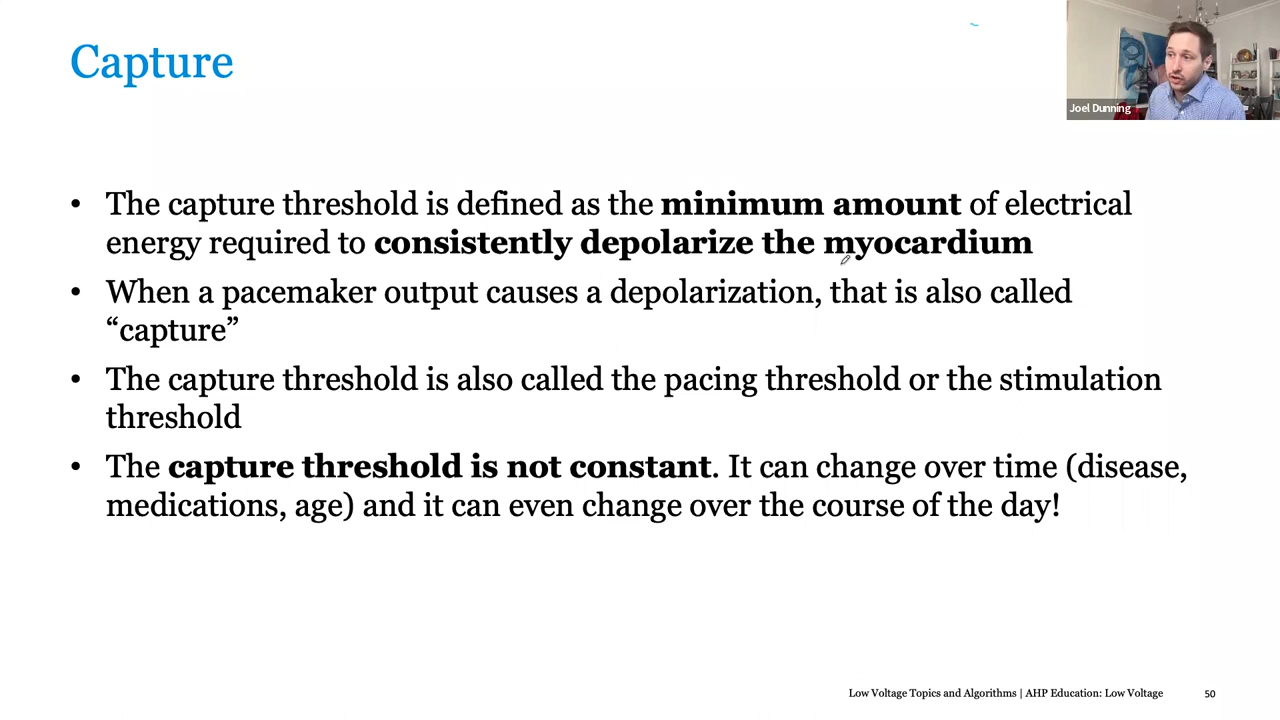 Capture
Joel Dunning
• The capture threshold is defined as the minimum amount of electrical
energy required to consistently depolarize the myocardium
• When a pacemaker output causes a depolarization, that is also called
“capture”
• The capture threshold is also called the pacing threshold or the stimulation
threshold
• The capture threshold is not constant. It can change over time (disease,
medications, age) and it can even change over the course of the day!
Low Voltage Topics and Algorithms | AHP Education: Low Voltage 50